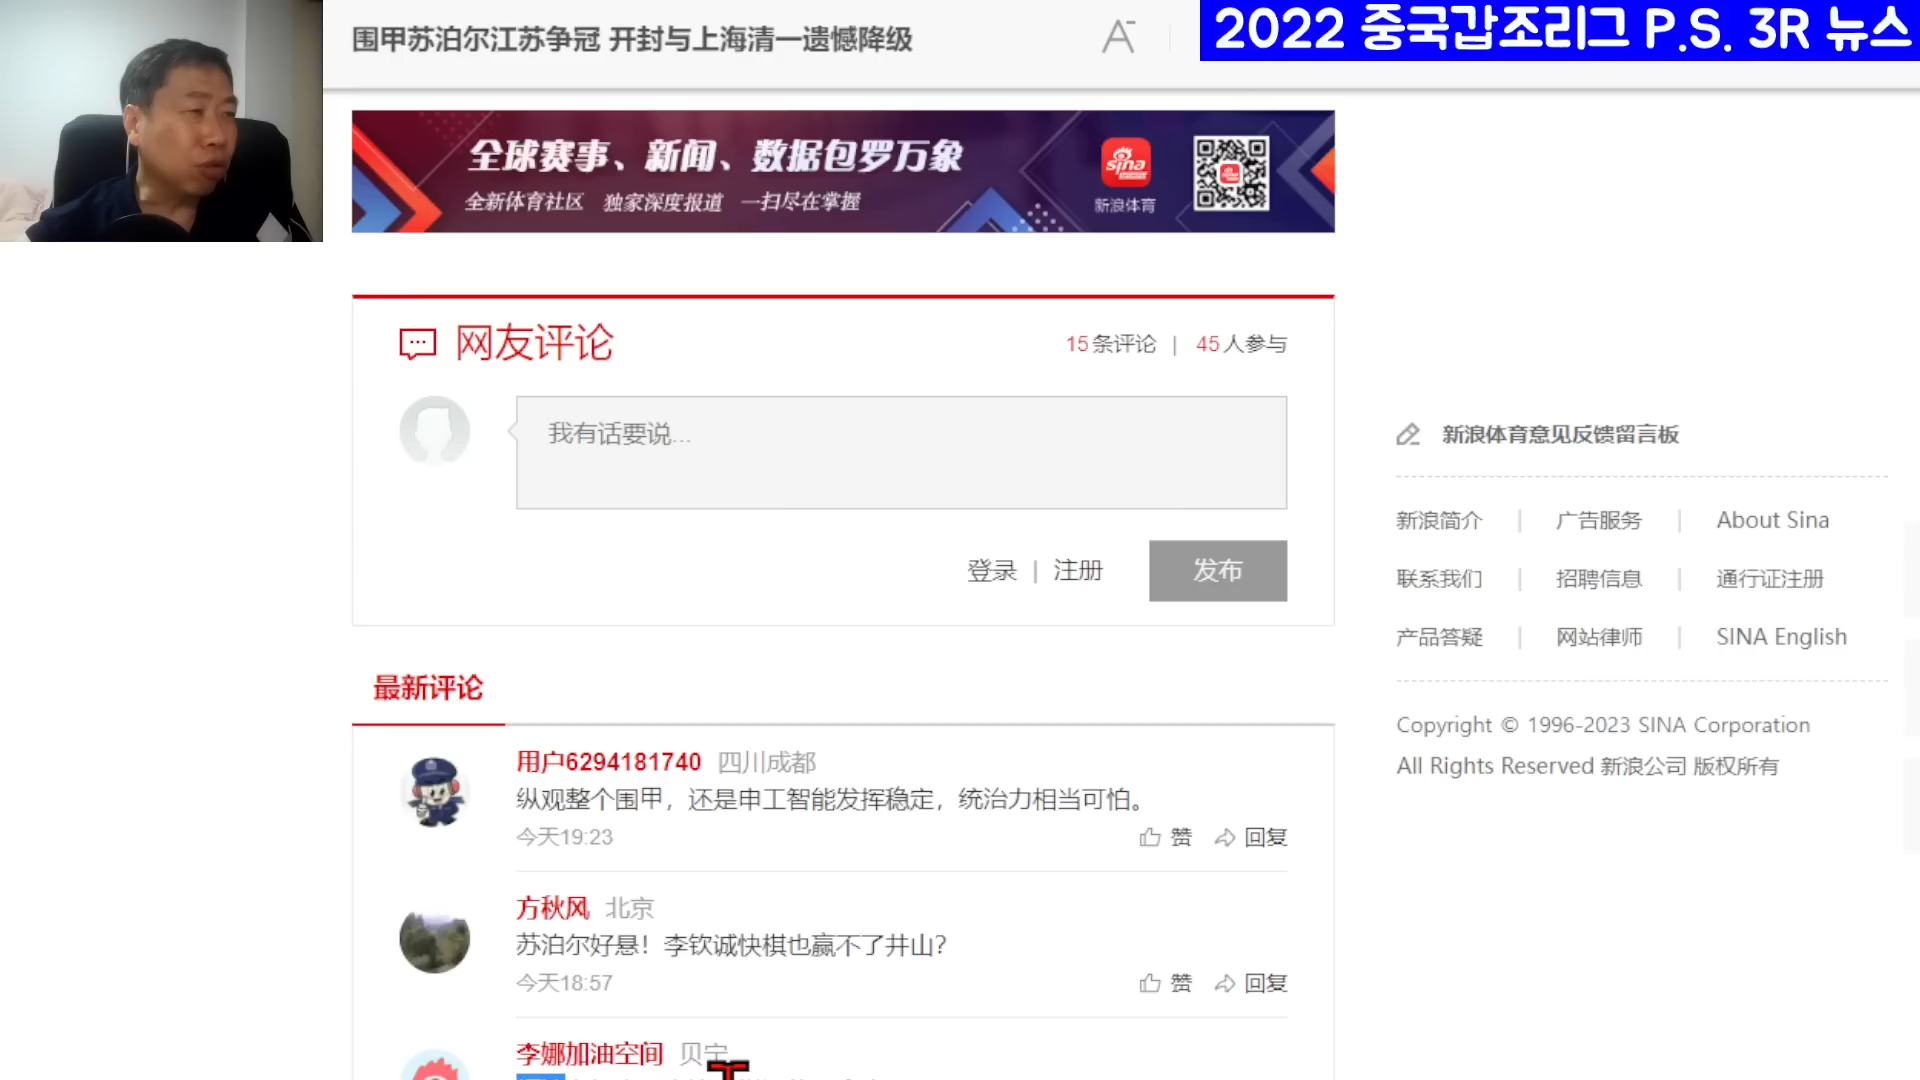 围甲苏泊尔江苏争冠 开封与上海清一遗憾降级
A-
2022 중국갑조리그 P.S. 3R 뉴스
全球赛事、新闻、数据包罗万象
全新体育社区 独家深度报道 一扫尽在掌握
sina
新浪体育
网友评论
15条评论 | 45人参与
我有话要说...
登录 | 注册
发布
最新评论
用户6294181740 四川成都
纵观整个围甲，还是申工智能发挥稳定，统治力相当可怕。
今天19:23
赞 回复
方秋风 北京
苏泊尔好悬！李钦诚快棋也赢不了井山？
今天18:57
赞 回复
李娜加油空间
新浪体育意见反馈留言板
新浪简介 | 广告服务 | About Sina
联系我们 | 招聘信息 | 通行证注册
产品答疑 | 网站律师 | SINA English
Copyright © 1996-2023 SINA Corporation
All Rights Reserved 新浪公司 版权所有